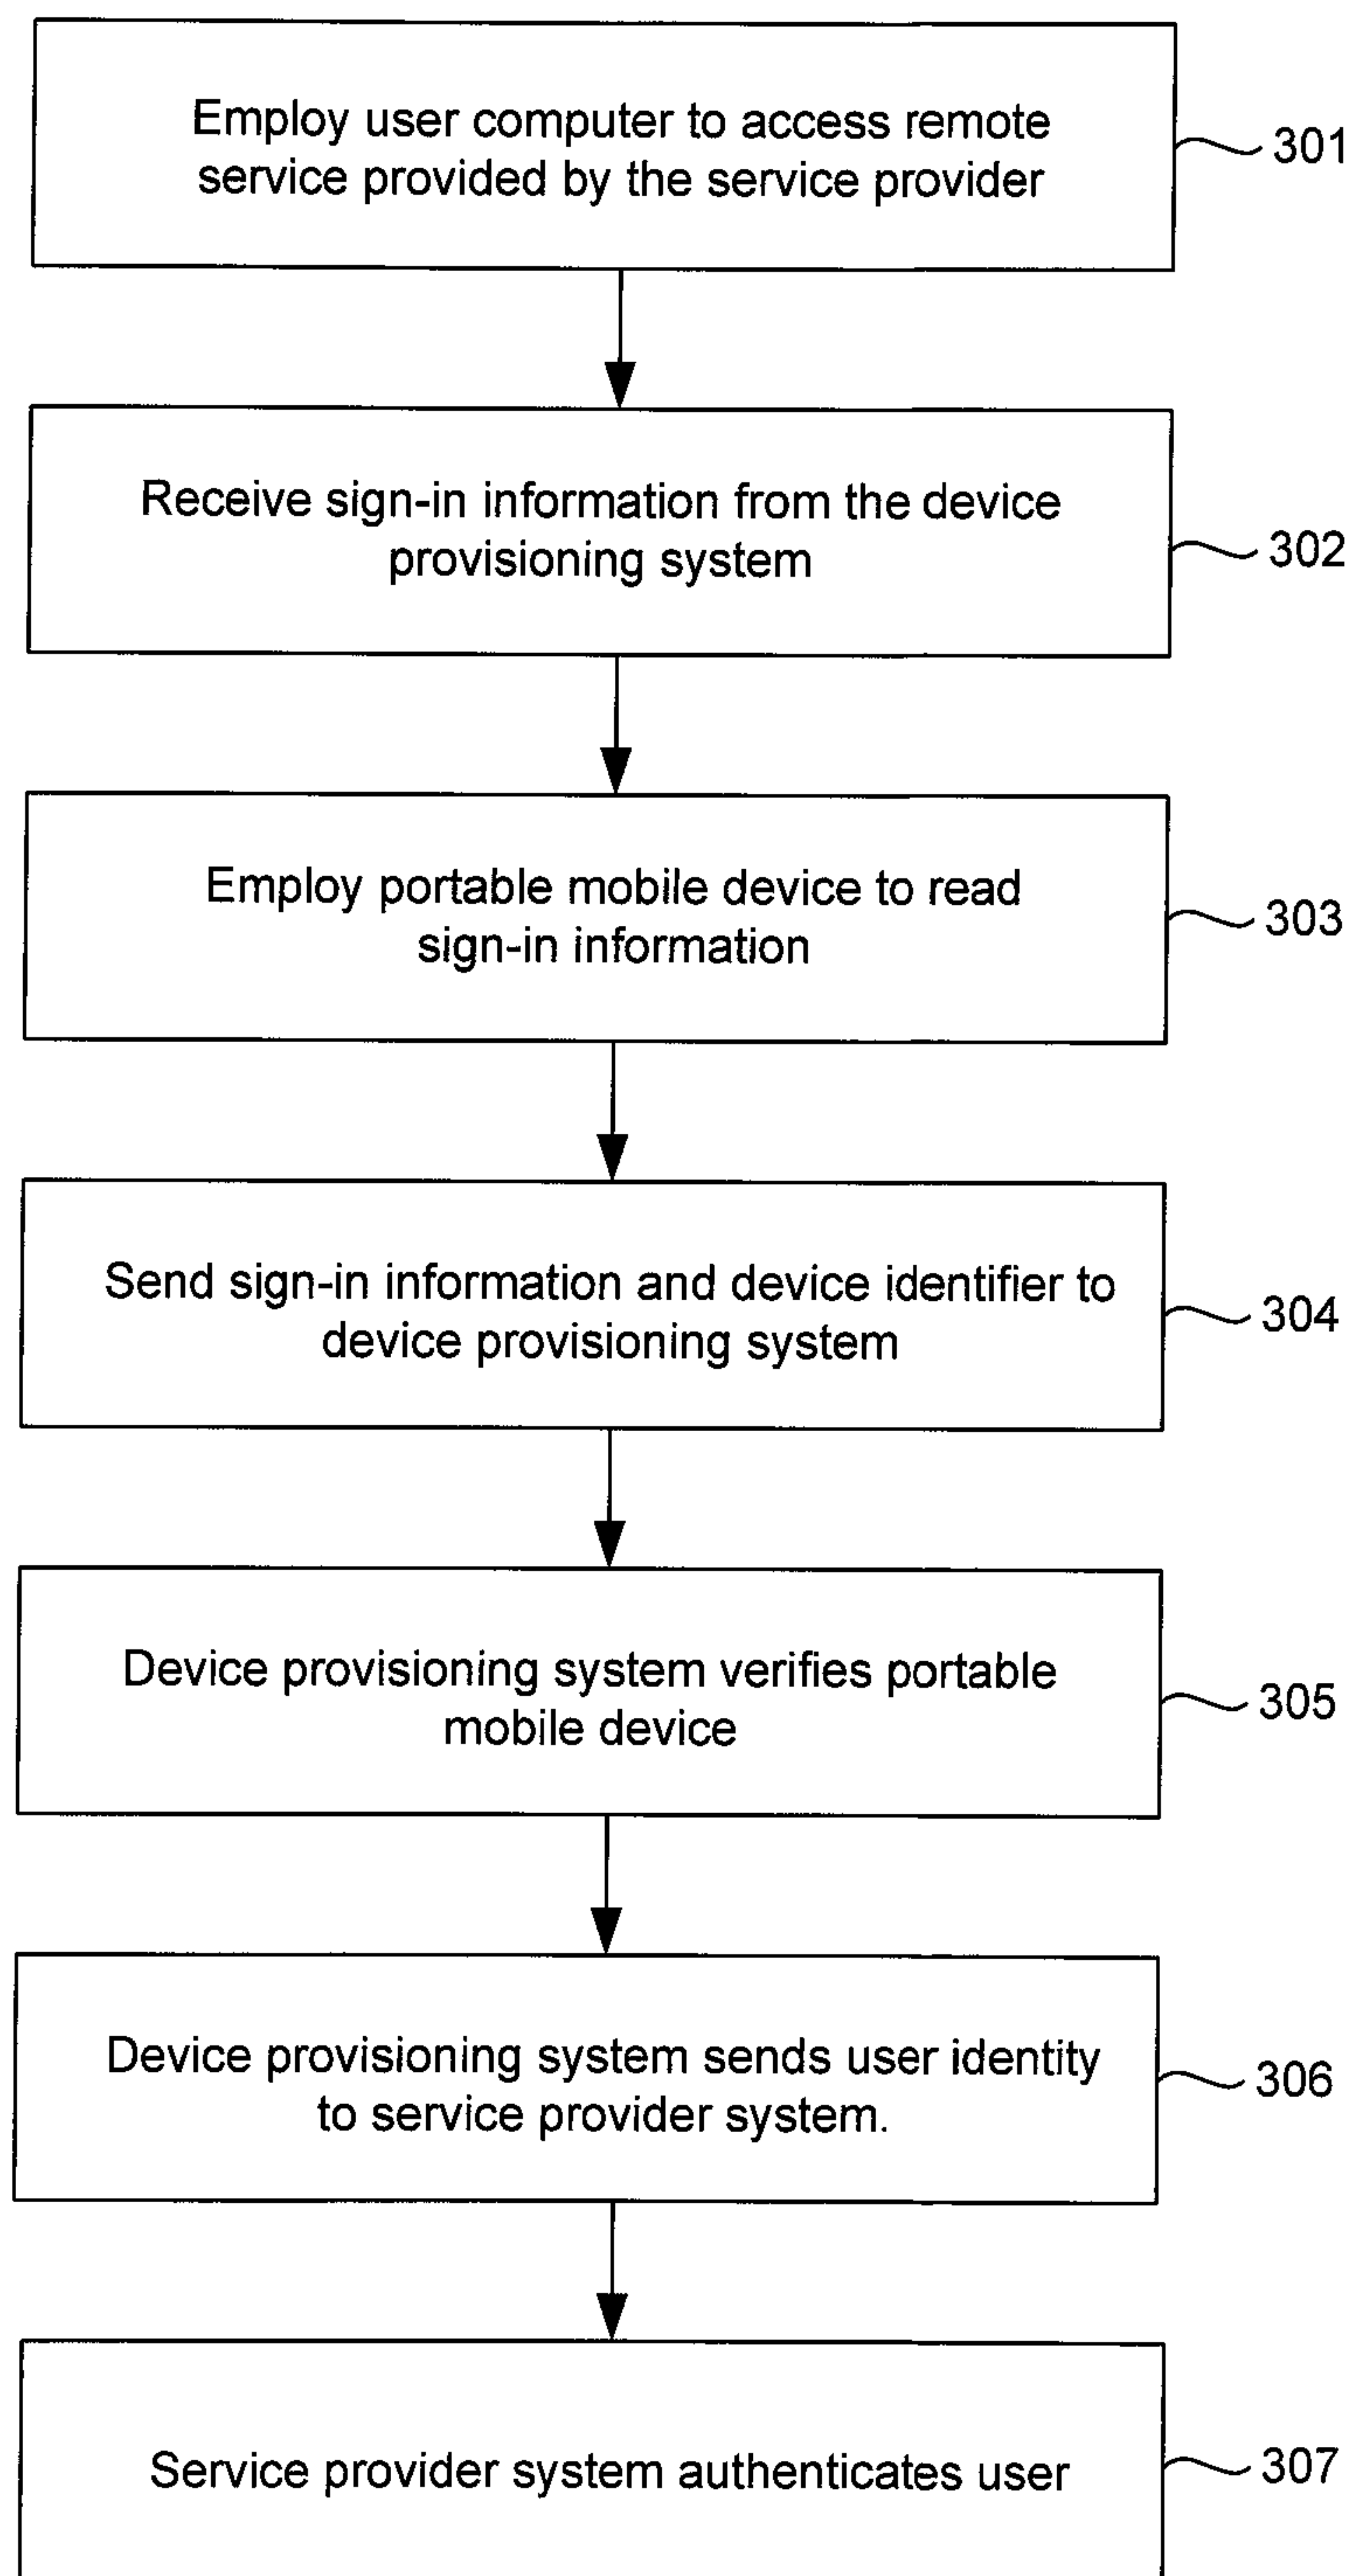 Employ user computer to access remote
service provided by the service provider
301
Receive sign-in information from the device
provisioning system
302
Employ portable mobile device to read
sign-in information
303
Send sign-in information and device identifier to
device provisioning system
304
Device provisioning system verifies portable
mobile device
305
Device provisioning system sends user identity
to service provider system.
306
Service provider system authenticates user
307